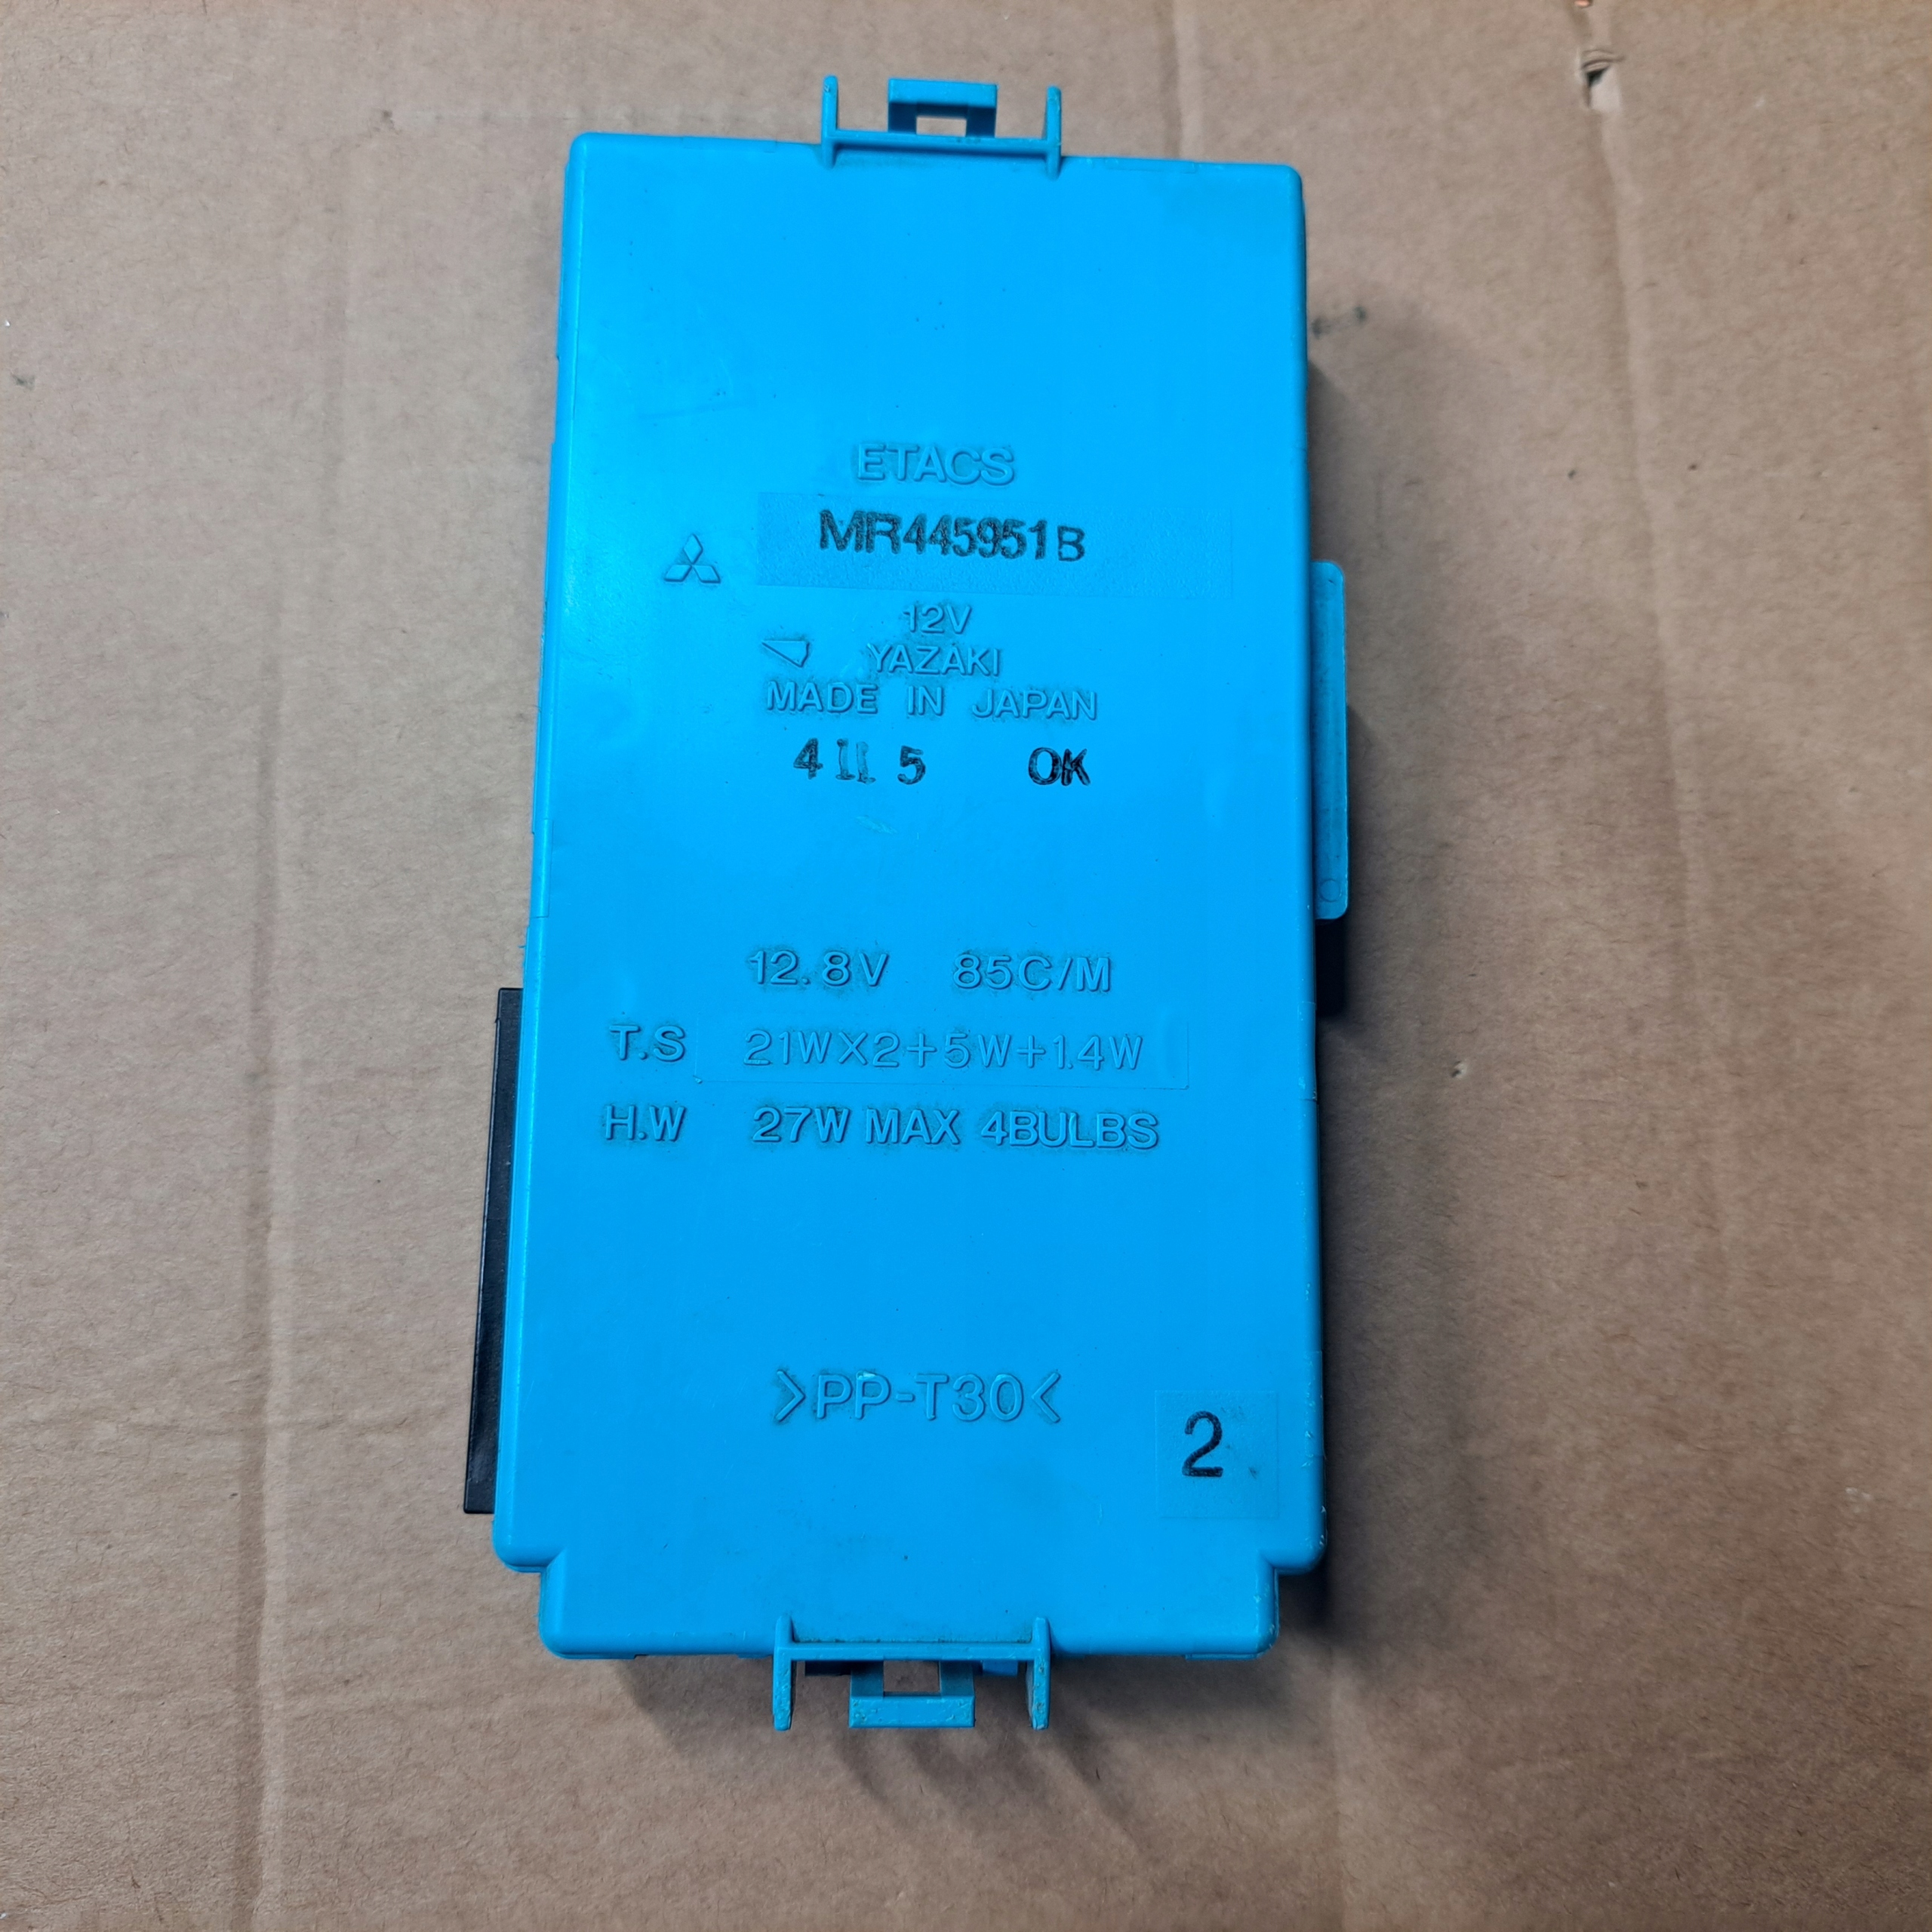 ETACS
MR445951B
12V
YAZAKI
MADE IN JAPAN
4 11 5 OK
12.8V 85C/M
T.S 21WX2+5W+1.4W
H.W 27W MAX 4BULBS
>PP-T30<
2